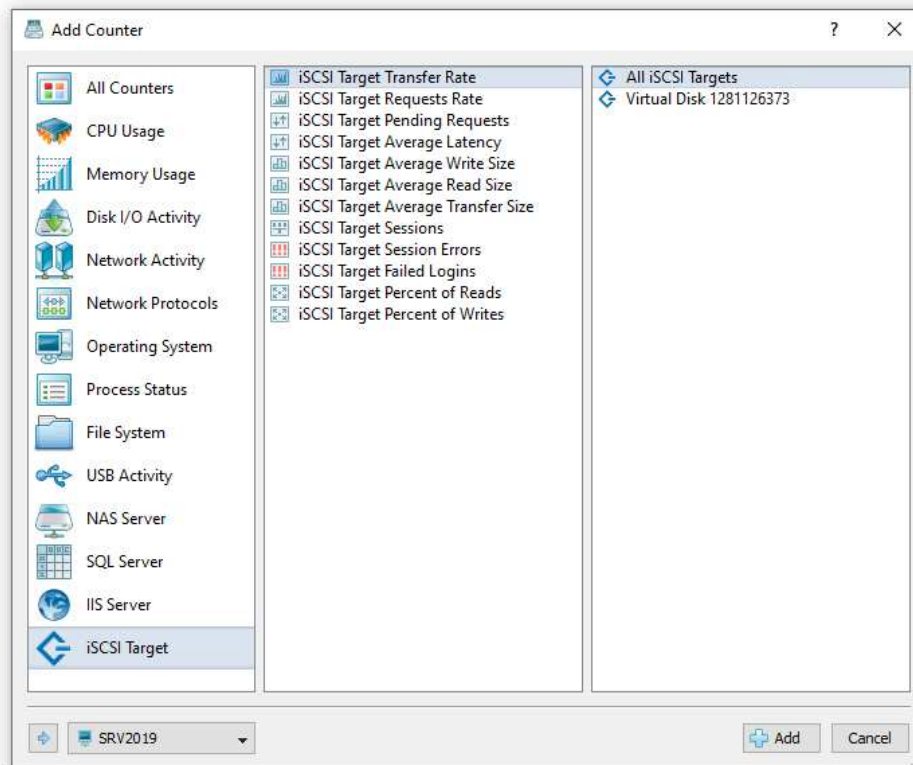 Add Counter
?
All Counters
CPU Usage
Memory Usage
Disk I/O Activity
Network Activity
Network Protocols
Operating System
Process Status
File System
USB Activity
NAS Server
SQL Server
IIS Server
iSCSI Target
iSCSI Target Transfer Rate
iSCSI Target Requests Rate
iSCSI Target Pending Requests
iSCSI Target Average Latency
iSCSI Target Average Write Size
iSCSI Target Average Read Size
iSCSI Target Average Transfer Size
iSCSI Target Sessions
iSCSI Target Session Errors
iSCSI Target Failed Logins
iSCSI Target Percent of Reads
iSCSI Target Percent of Writes
All iSCSI Targets
Virtual Disk 1281126373
SRV2019
Add
Cancel